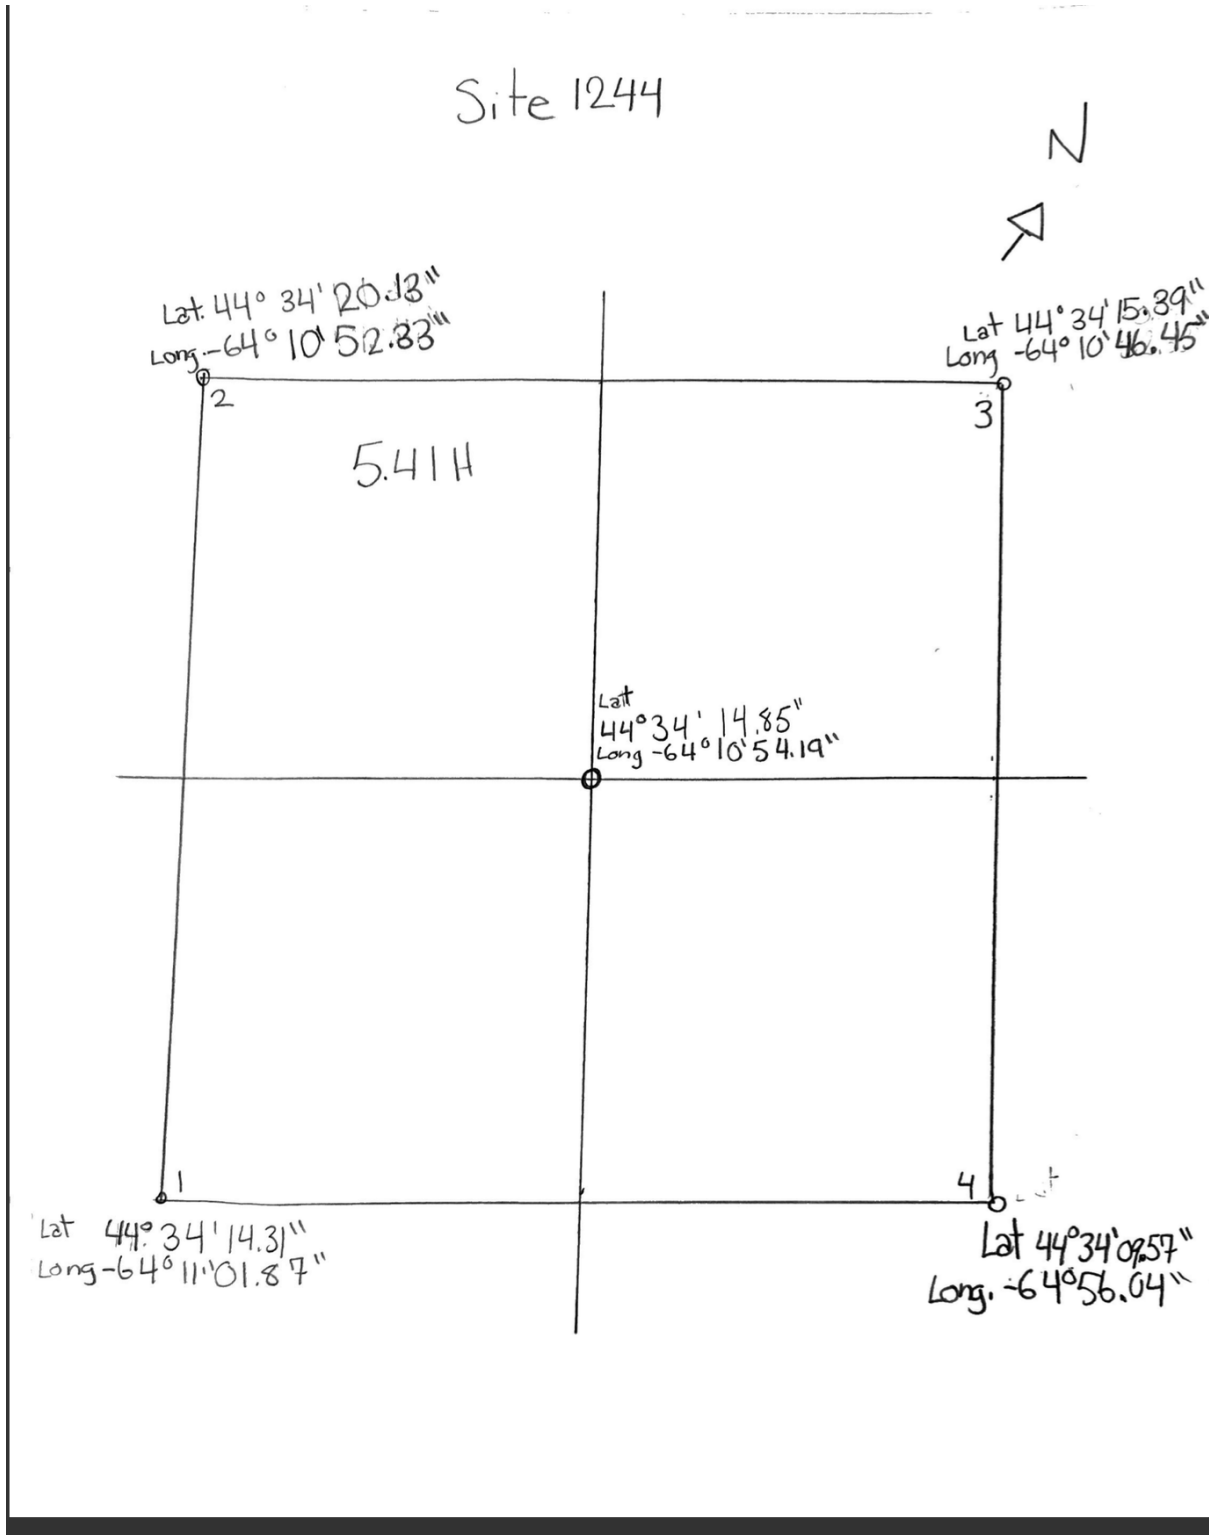 Site 1244
N
Lat. 44° 34' 20.13"
Long. -64° 10' 52.33"
Lat 44° 34' 15.39"
Long -64° 10' 46.45"
2
3
5.41 H
Lat
44° 34' 14.85"
Long -64° 10' 54.19"
1
4
Lat 44° 34' 14.31"
Long -64° 11' 01.87"
Lat 44° 34' 09.57"
Long. -64° 56.04"